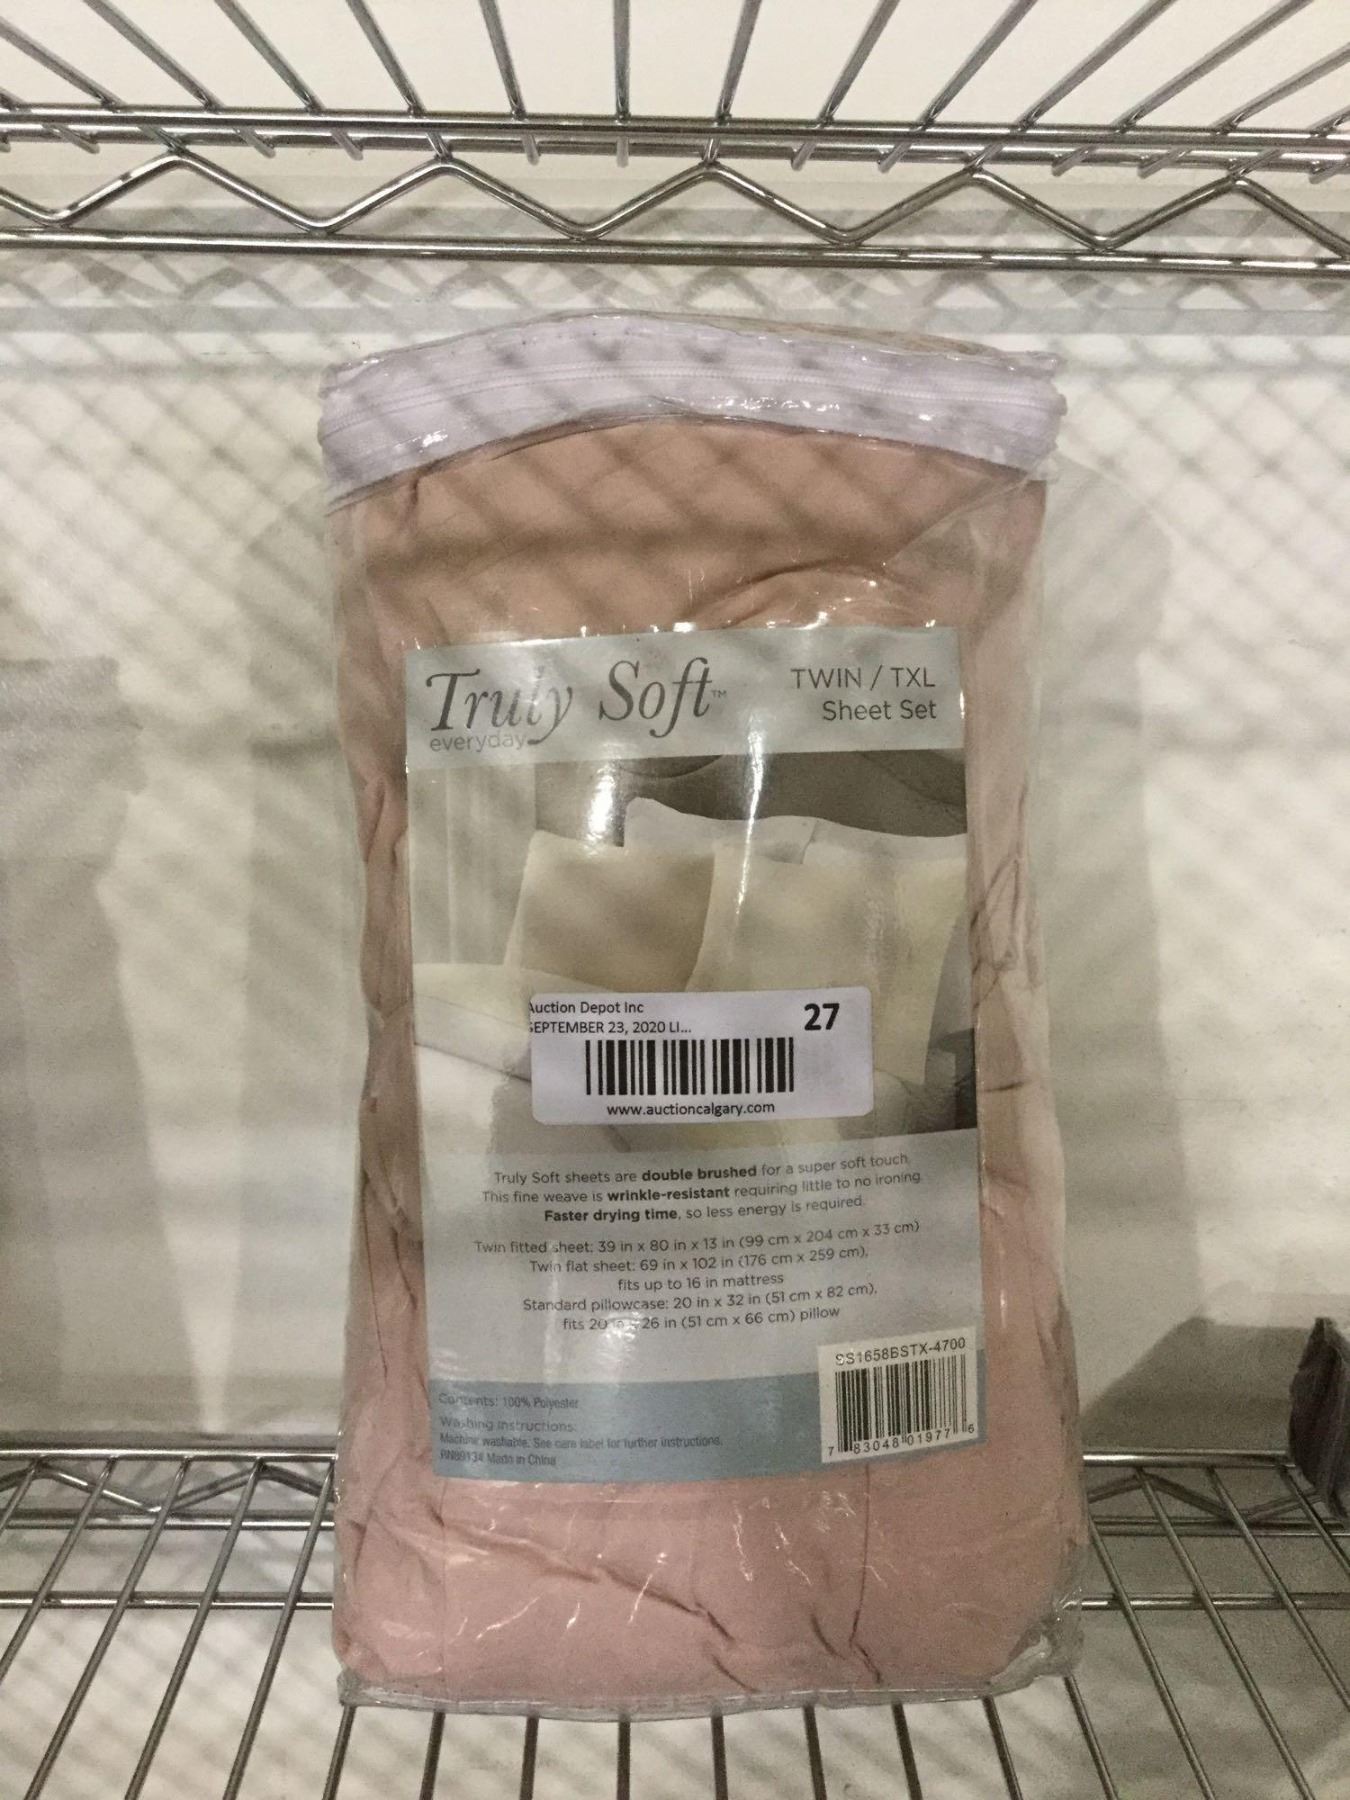 Truly Soft™
everyday
TWIN / TXL
Sheet Set
Auction Depot Inc
SEPTEMBER 23, 2020 LI...
27
www.auctioncalgary.com
Truly Soft sheets are double brushed for a super soft touch.
This fine weave is wrinkle-resistant requiring little to no ironing.
Faster drying time, so less energy is required.
Twin fitted sheet: 39 in x 80 in x 13 in (99 cm x 204 cm x 33 cm)
Twin flat sheet: 69 in x 102 in (176 cm x 259 cm),
fits up to 16 in mattress
Standard pillowcase: 20 in x 32 in (51 cm x 82 cm),
fits 20 in x 26 in (51 cm x 66 cm) pillow
SS1658BSTX-4700
7 83048 01977 6
Contents: 100% Polyester
Washing Instructions:
Machine washable. See care label for further instructions.
Made in China